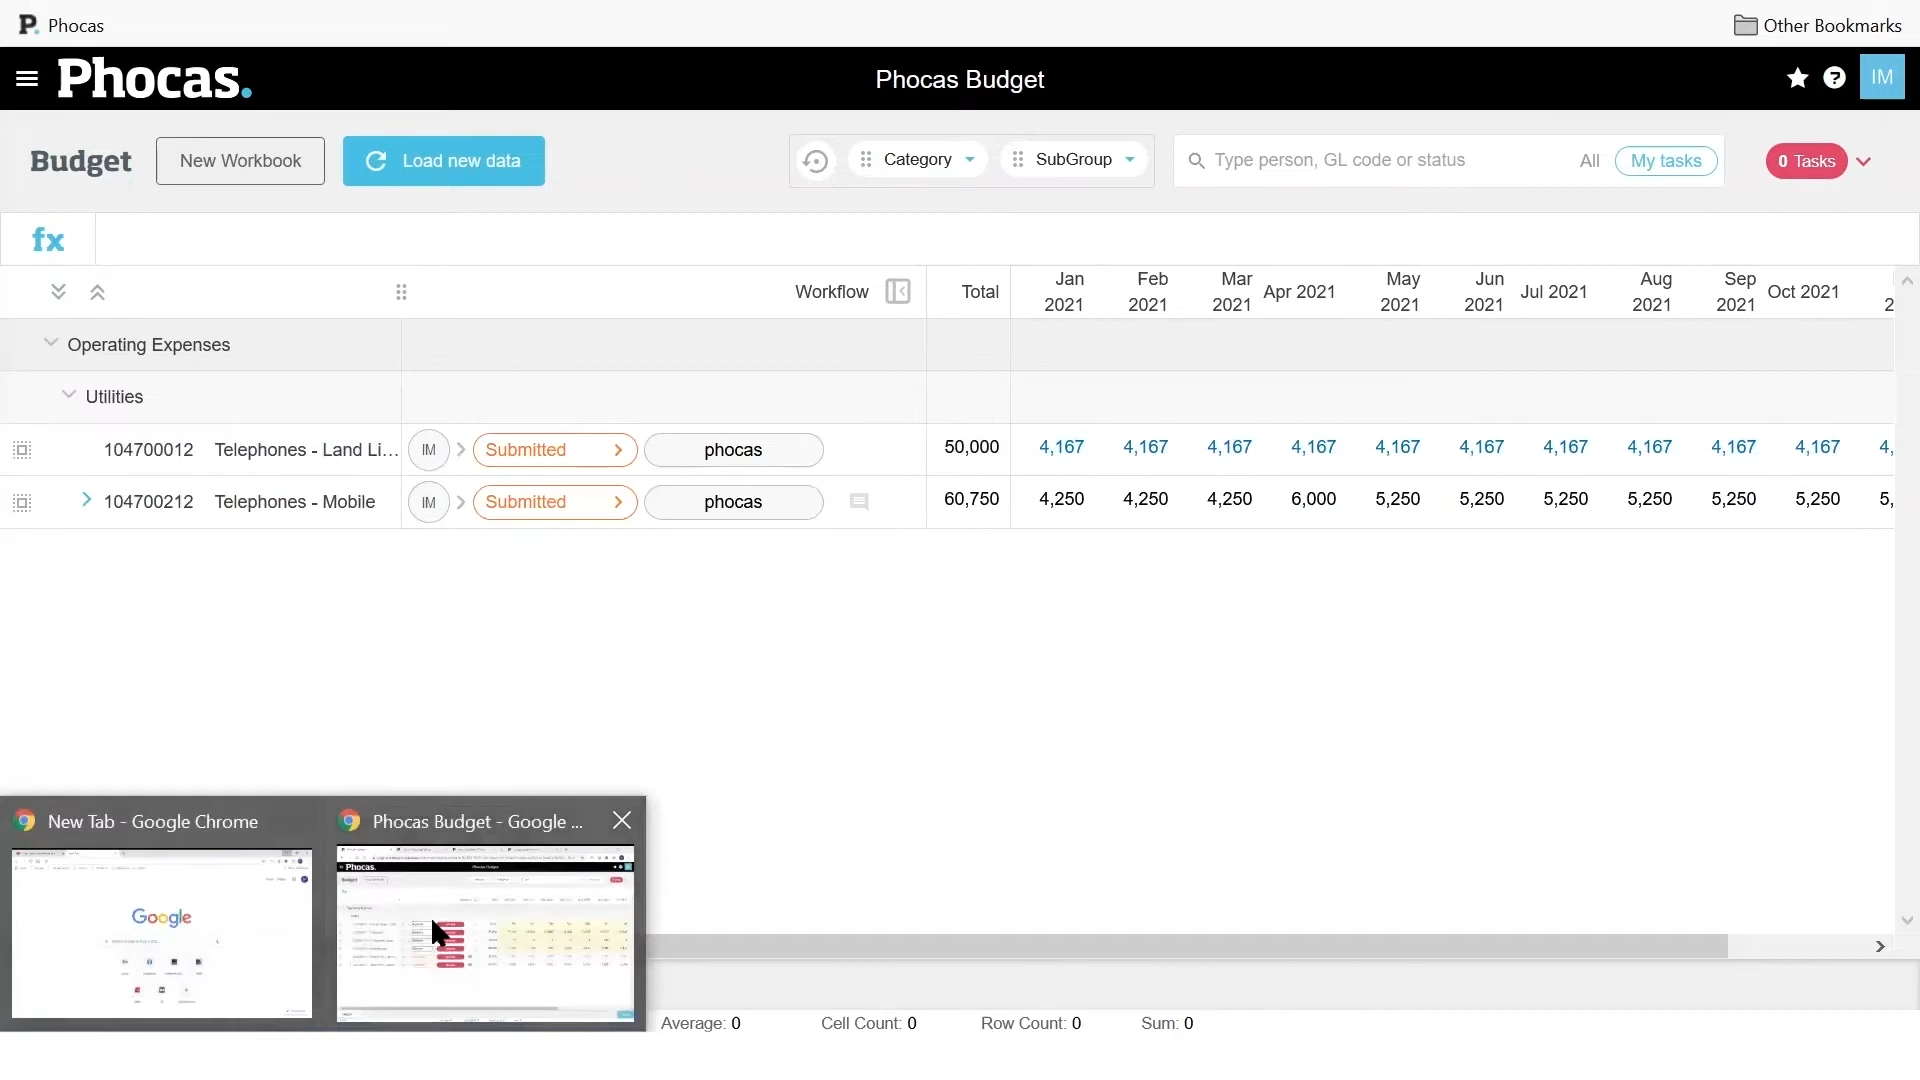 P. Phocas Other Bookmarks
Phocas. Phocas Budget IM
Budget New Workbook Load new data Category SubGroup Type person, GL code or status All My tasks 0 Tasks
fx
Workflow Total Jan 2021 Feb 2021 Mar 2021 Apr 2021 May 2021 Jun 2021 Jul 2021 Aug 2021 Sep 2021 Oct 2021 2
Operating Expenses
Utilities
104700012 Telephones - Land Li... IM Submitted phocas 50,000 4,167 4,167 4,167 4,167 4,167 4,167 4,167 4,167 4,167 4,167 4,
104700212 Telephones - Mobile IM Submitted phocas 60,750 4,250 4,250 4,250 6,000 5,250 5,250 5,250 5,250 5,250 5,250 5,
New Tab - Google Chrome Phocas Budget - Google ...
Phocas.
Google
Average: 0 Cell Count: 0 Row Count: 0 Sum: 0